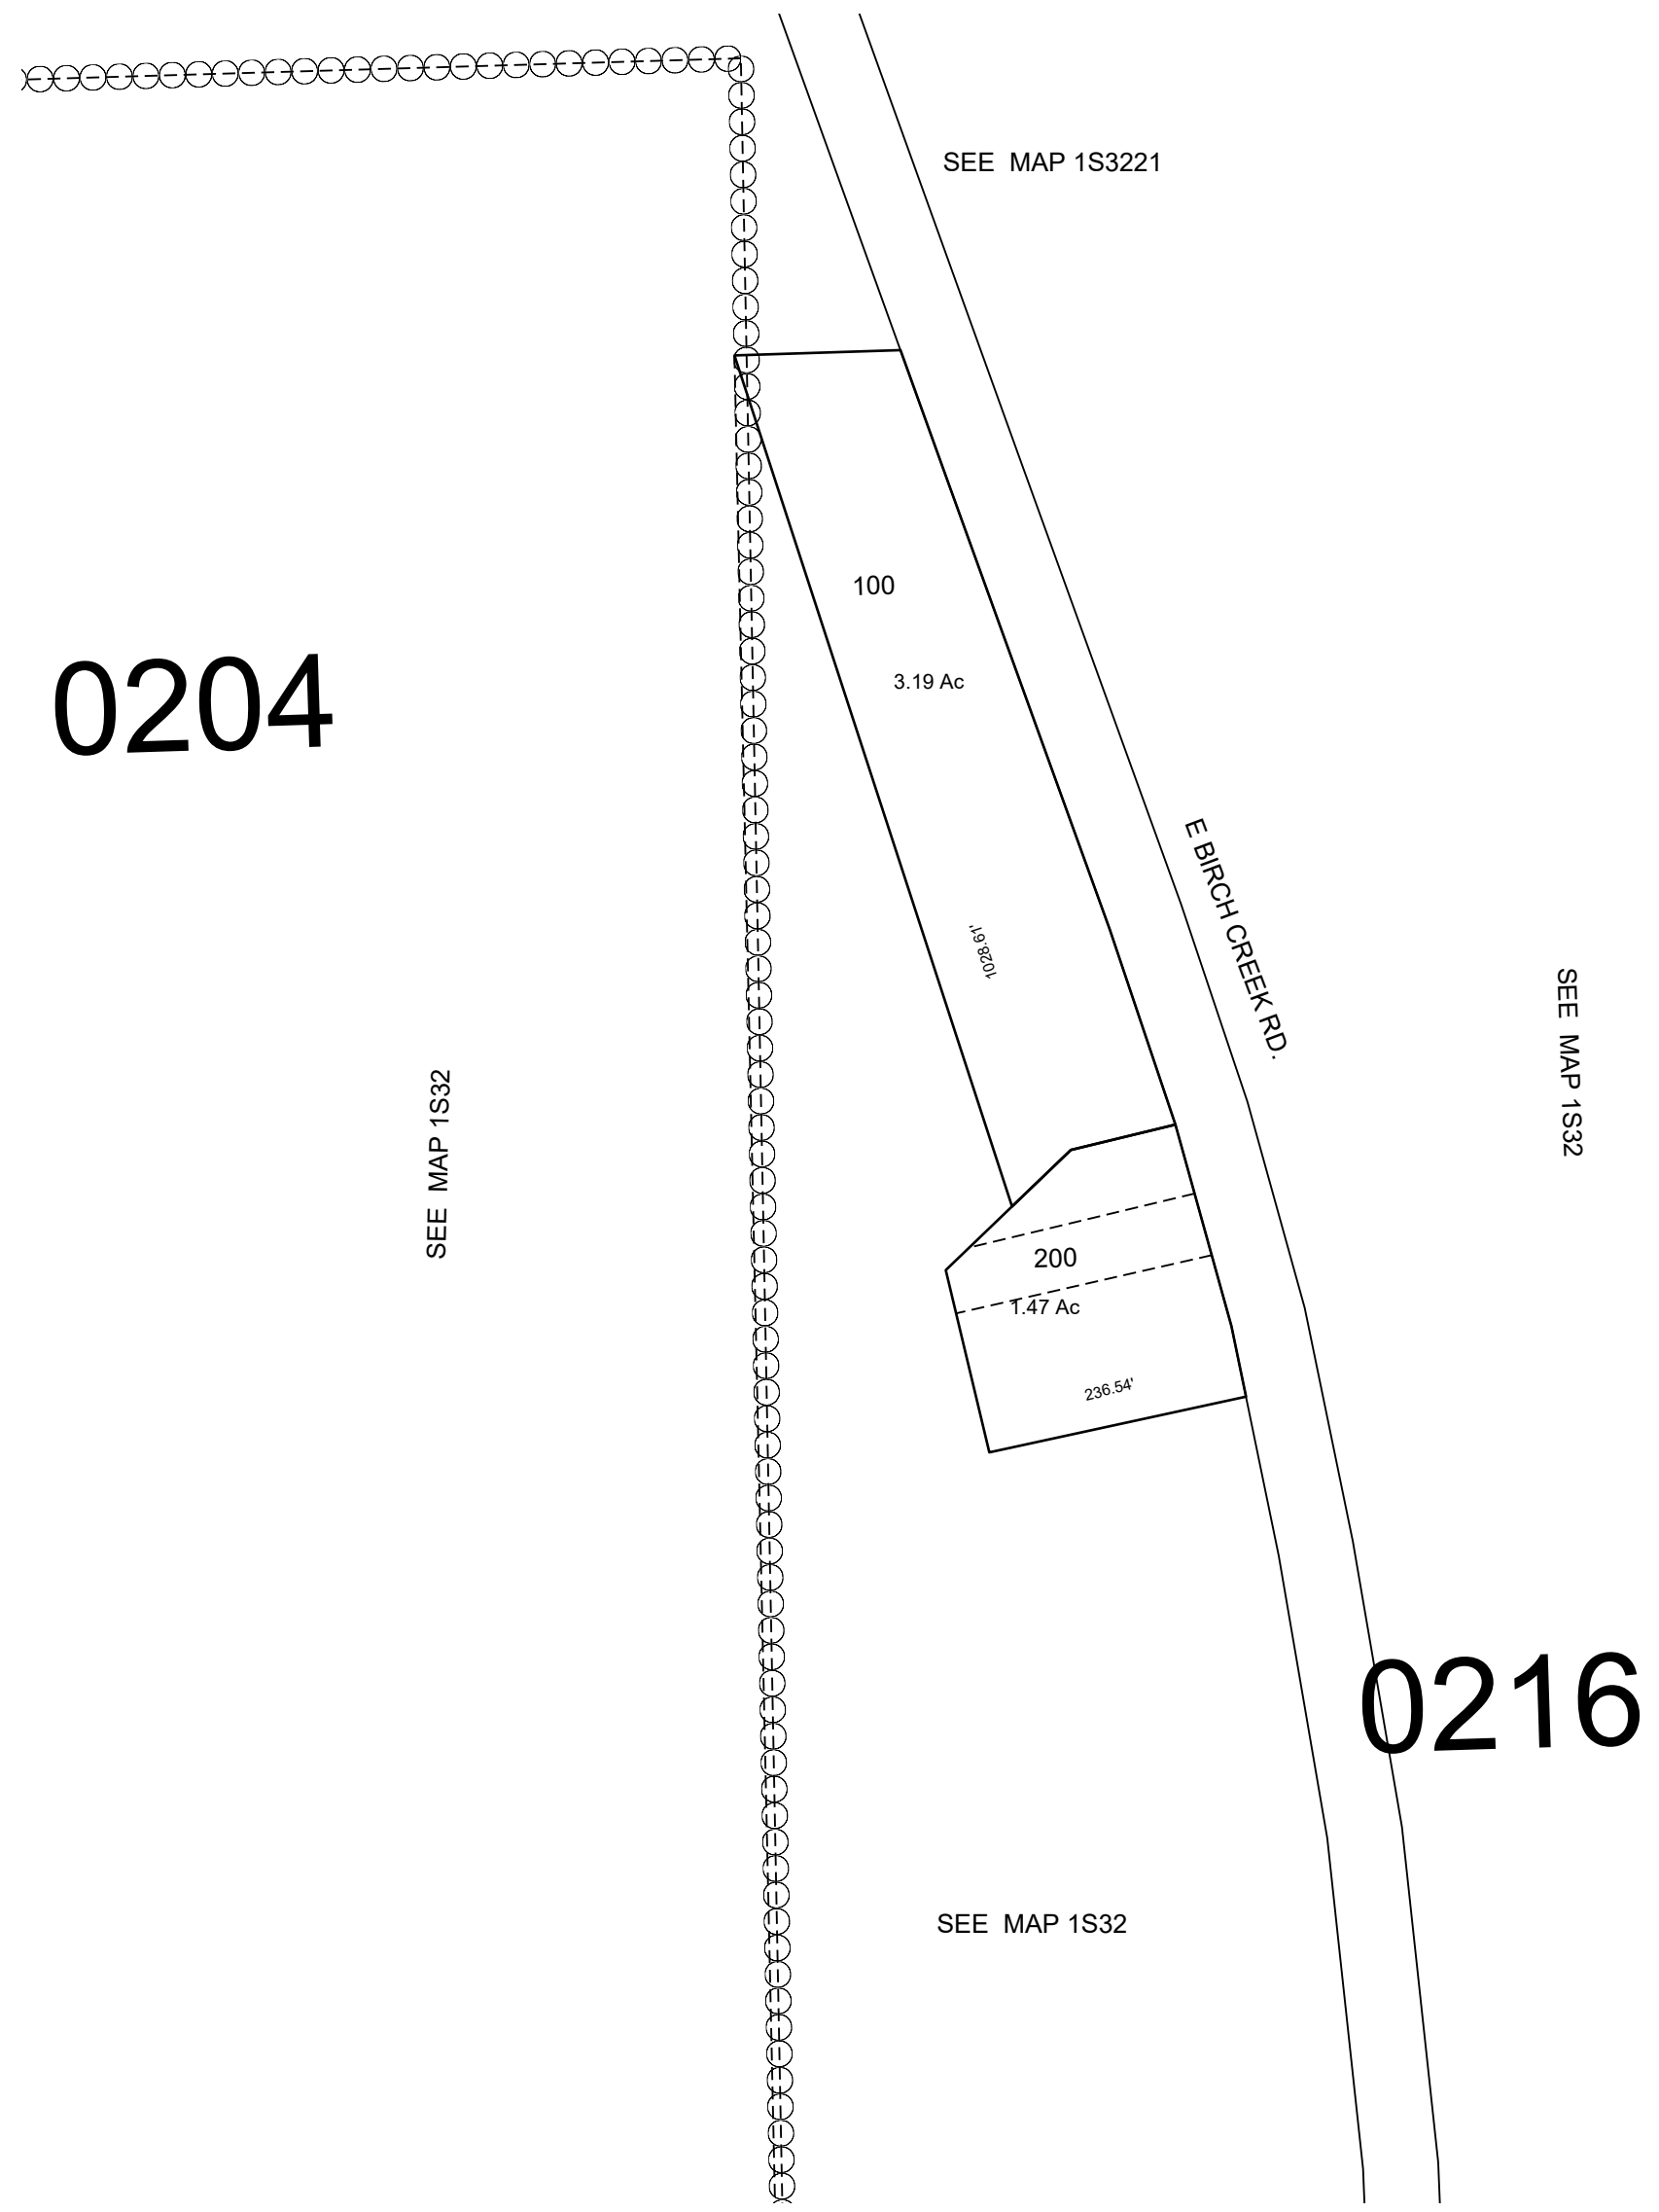 SEE MAP 1S3221
100
3.19 Ac
0204
E BIRCH CREEK RD.
1028.61'
SEE MAP 1S32
SEE MAP 1S32
200
1.47 Ac
236.54'
0216
SEE MAP 1S32